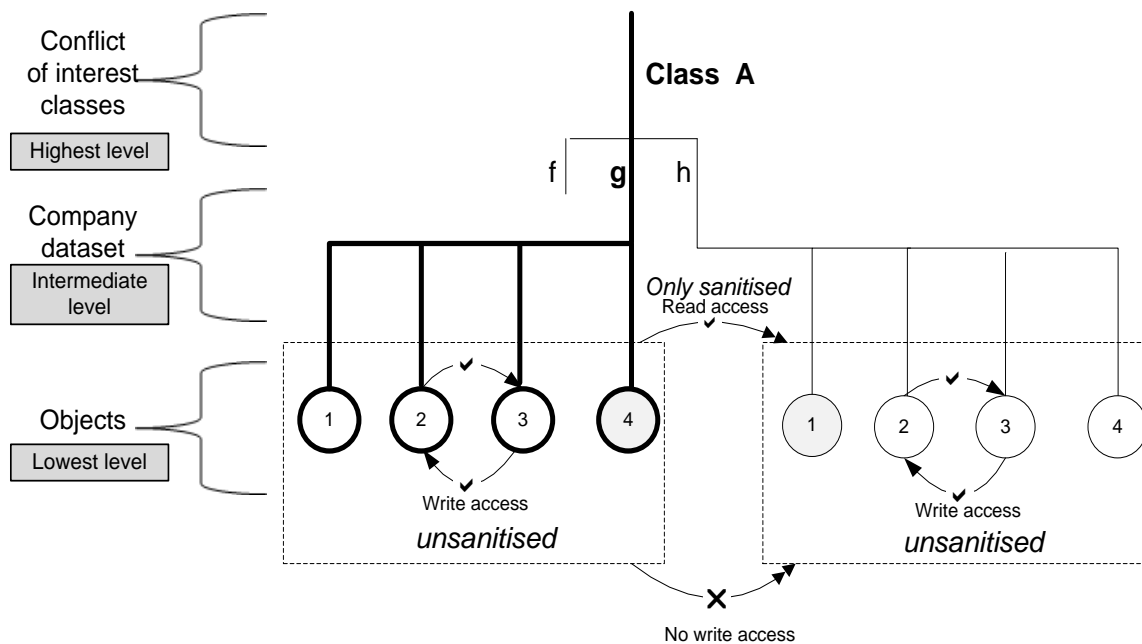 Conflict
of interest
classes
Highest level
Class A
f
g
h
Company
dataset
Intermediate
level
Only sanitised
Read access
Objects
Lowest level
1
2
3
4
1
2
3
4
Write access
unsanitised
Write access
unsanitised
No write access